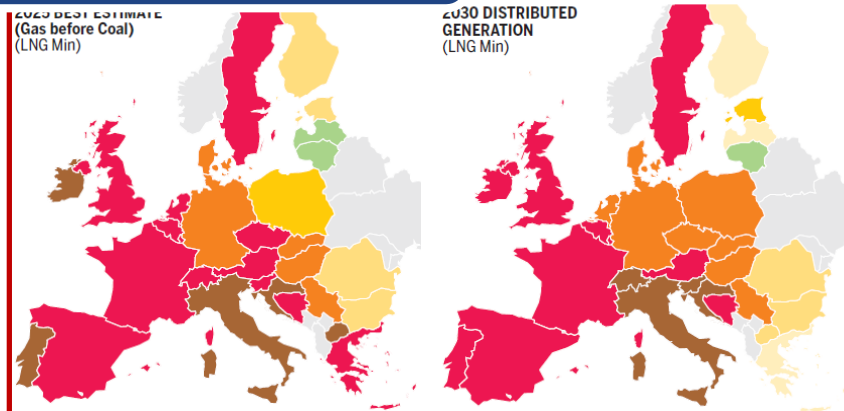 2025 BEST ESTIMATE
(Gas before Coal)
(LNG Min)
2030 DISTRIBUTED
GENERATION
(LNG Min)